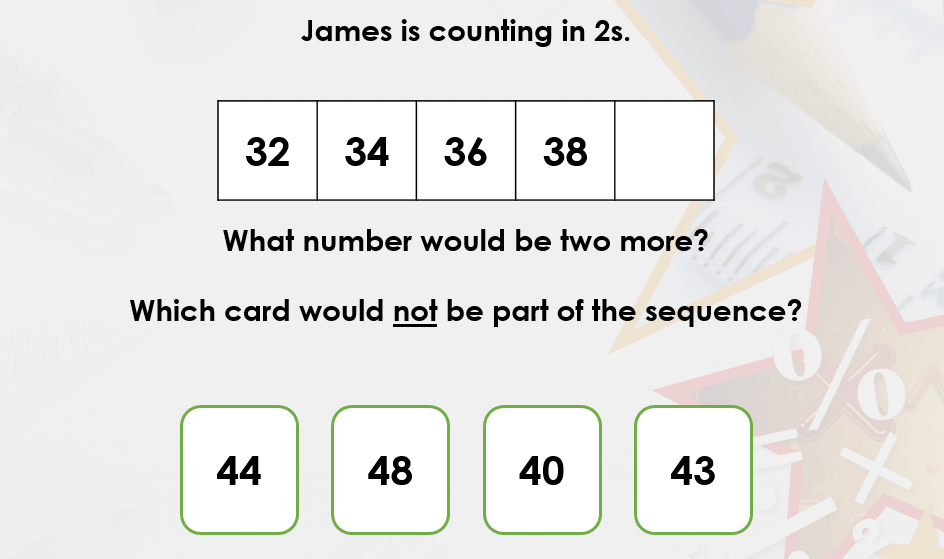 James is counting in 2s.
32 34 36 38
What number would be two more?
Which card would not be part of the sequence?
44 48 40 43